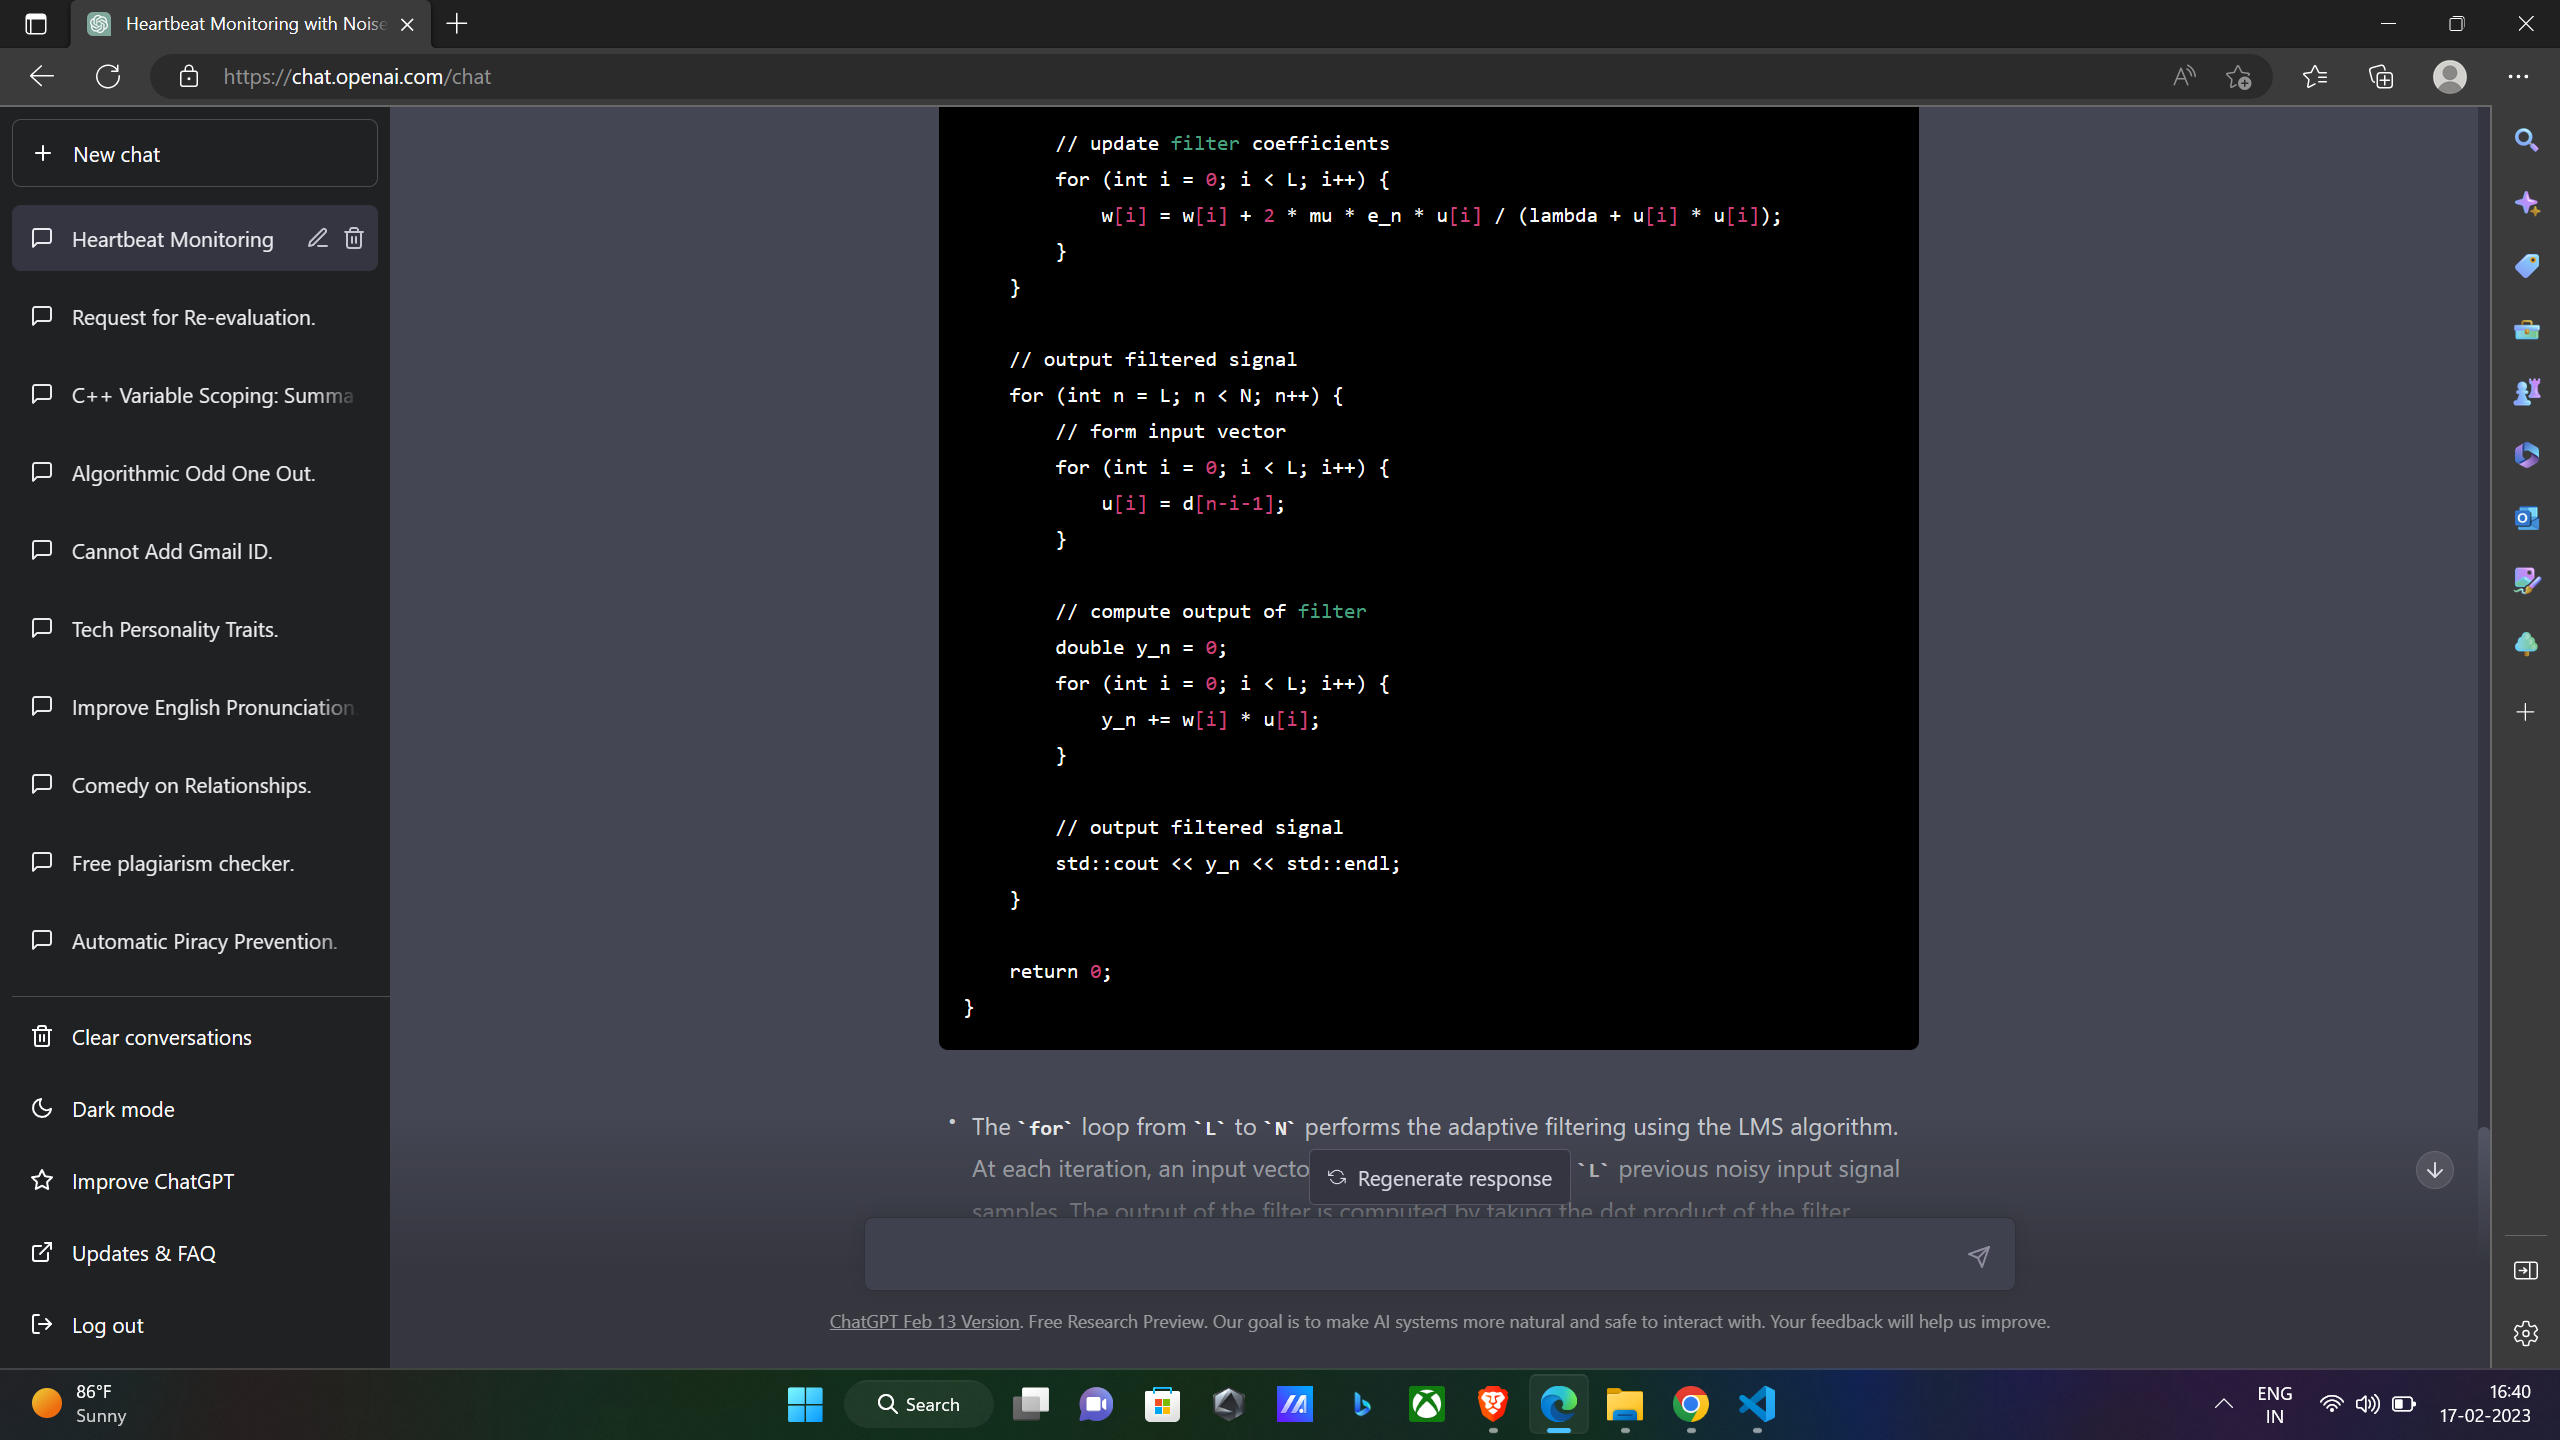 Heartbeat Monitoring with Noise
https://chat.openai.com/chat
New chat
Heartbeat Monitoring
Request for Re-evaluation.
C++ Variable Scoping: Summa
Algorithmic Odd One Out.
Cannot Add Gmail ID.
Tech Personality Traits.
Improve English Pronunciation.
Comedy on Relationships.
Free plagiarism checker.
Automatic Piracy Prevention.
Clear conversations
Dark mode
Improve ChatGPT
Updates & FAQ
Log out
// update filter coefficients
for (int i = 0; i < L; i++) {
w[i] = w[i] + 2 * mu * e_n * u[i] / (lambda + u[i] * u[i]);
}
}
// output filtered signal
for (int n = L; n < N; n++) {
// form input vector
for (int i = 0; i < L; i++) {
u[i] = d[n-i-1];
}
// compute output of filter
double y_n = 0;
for (int i = 0; i < L; i++) {
y_n += w[i] * u[i];
}
// output filtered signal
std::cout << y_n << std::endl;
}
return 0;
}
• The `for` loop from `L` to `N` performs the adaptive filtering using the LMS algorithm.
At each iteration, an input vecto `L` previous noisy input signal
Regenerate response
samples. The output of the filter is computed by taking the dot product of the filter
ChatGPT Feb 13 Version. Free Research Preview. Our goal is to make AI systems more natural and safe to interact with. Your feedback will help us improve.
86°F
Sunny
Search
ENG
IN
16:40
17-02-2023